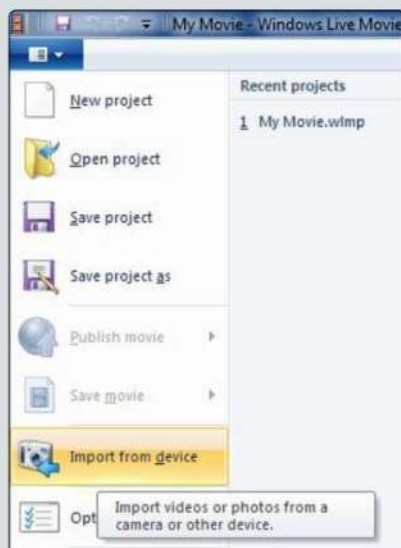 My Movie - Windows Live Movie
New project
Open project
Save project
Save project as
Publish movie
Save movie
Import from device
Opt
Import videos or photos from a
camera or other device.
Recent projects
1 My Movie.wlmp